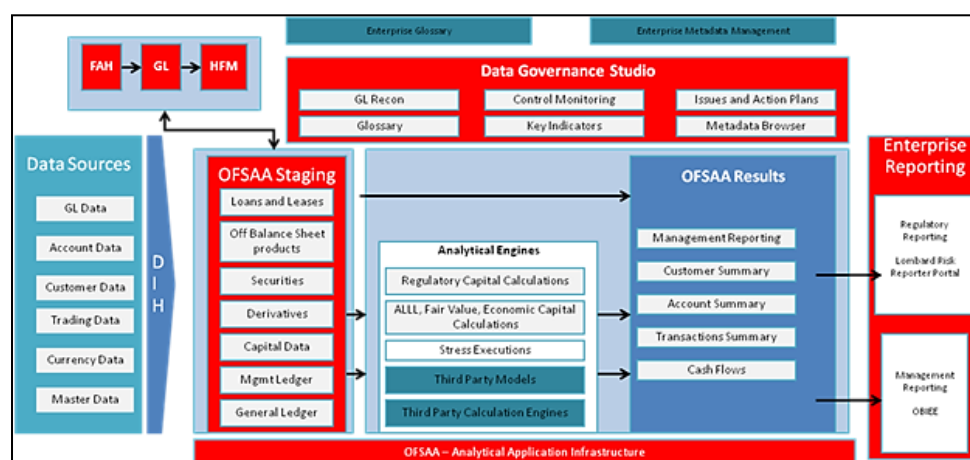 Enterprise Glossary
Enterprise Metadata Management
FAH
GL
HFM
Data Governance Studio
GL Recon
Control Monitoring
Issues and Action Plans
Glossary
Key Indicators
Metadata Browser
Data Sources
GL Data
Account Data
Customer Data
Trading Data
Currency Data
Master Data
D
I
H
OFSAA Staging
Loans and Leases
Off Balance Sheet
products
Securities
Derivatives
Capital Data
Mgmt Ledger
General Ledger
Analytical Engines
Regulatory Capital Calculations
ALLL, Fair Value, Economic Capital
Calculations
Stress Executions
Third Party Models
Third Party Calculation Engines
OFSAA Results
Management Reporting
Customer Summary
Account Summary
Transactions Summary
Cash Flows
Enterprise
Reporting
Regulatory
Reporting
Lombard Risk
Reporter Portal
Management
Reporting
OBIEE
OFSAA – Analytical Application Infrastructure